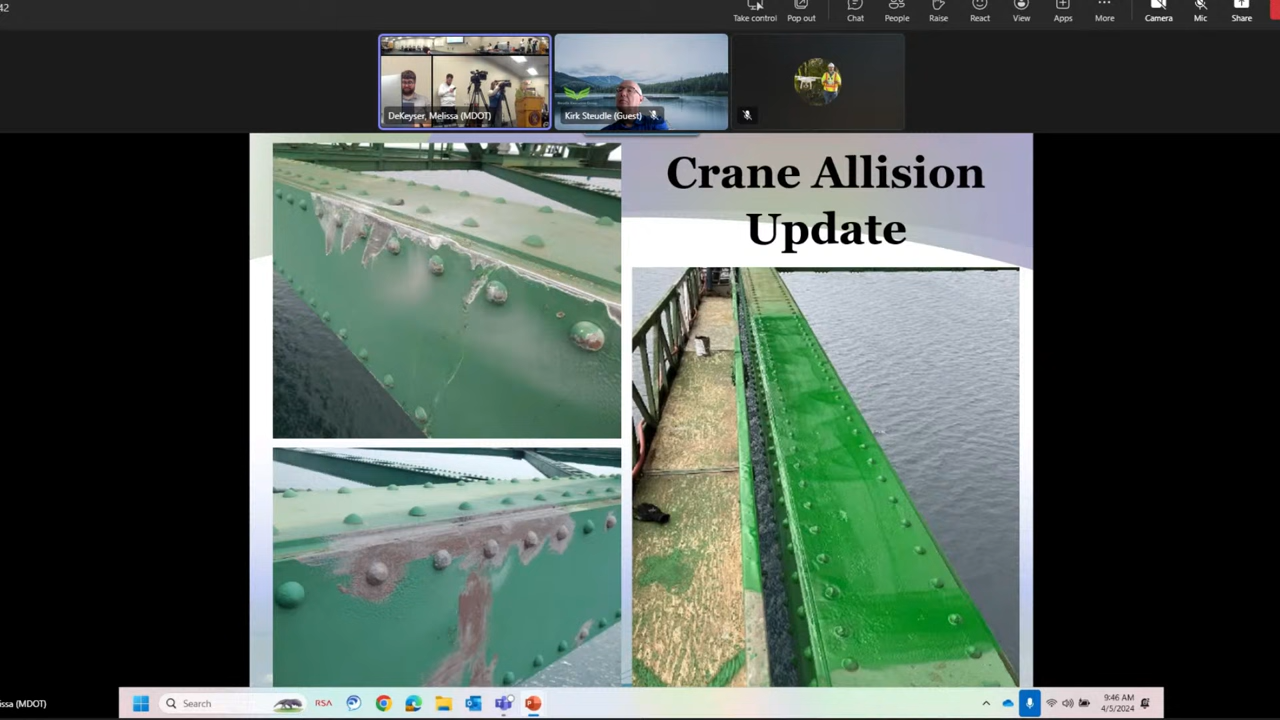 42
Take control
Pop out
Chat
People
Raise
React
View
Apps
More
Camera
Mic
Share
DeKeyser, Melissa (MDOT)
Kirk Steudle (Guest)
Crane Allision
Update
issa (MDOT)
Search
RSA
9:46 AM
4/5/2024